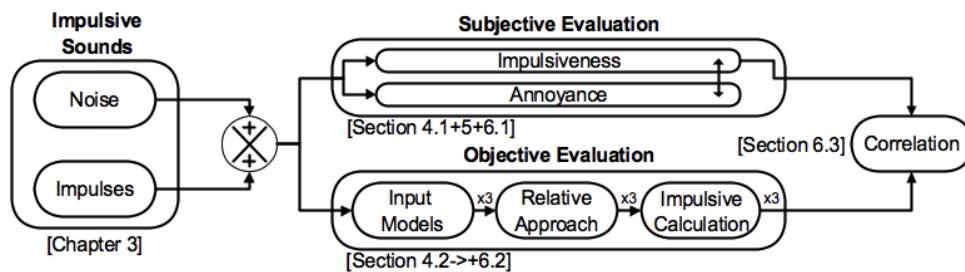 Impulsive
Sounds
Noise
Impulses
[Chapter 3]
+
+
Subjective Evaluation
Impulsiveness
Annoyance
[Section 4.1+5+6.1]
Objective Evaluation
Input
Models
x3
Relative
Approach
x3
Impulsive
Calculation
x3
[Section 4.2->+6.2]
[Section 6.3]
Correlation